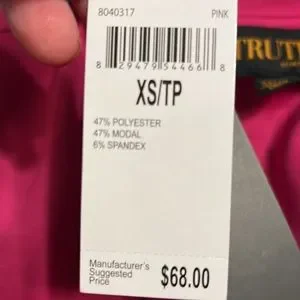 8040317 PINK
8 29479 54466 8
XS/TP
47% POLYESTER
47% MODAL
6% SPANDEX
Manufacturer's
Suggested
Price
$68.00
TRUT